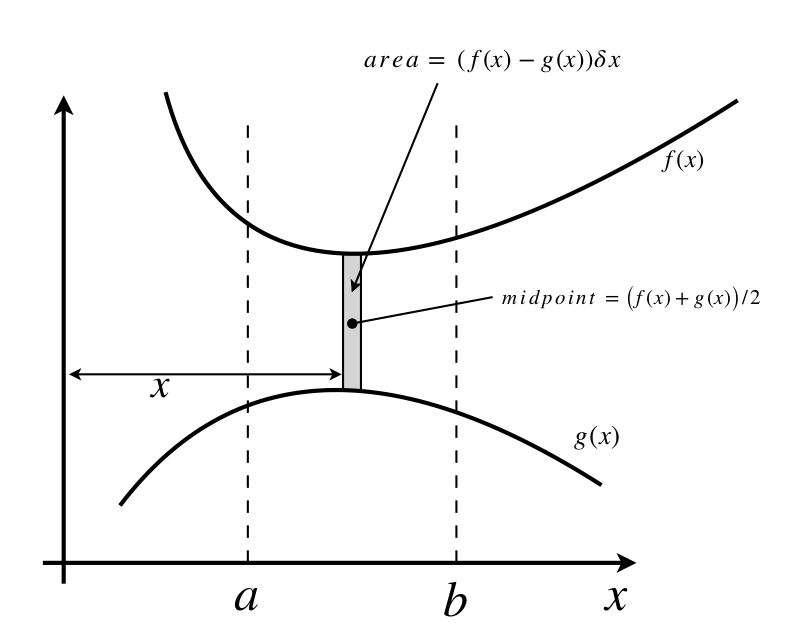 area = (f(x) − g(x))δx
f(x)
midpoint = (f(x) + g(x))/2
x
g(x)
a
b
x